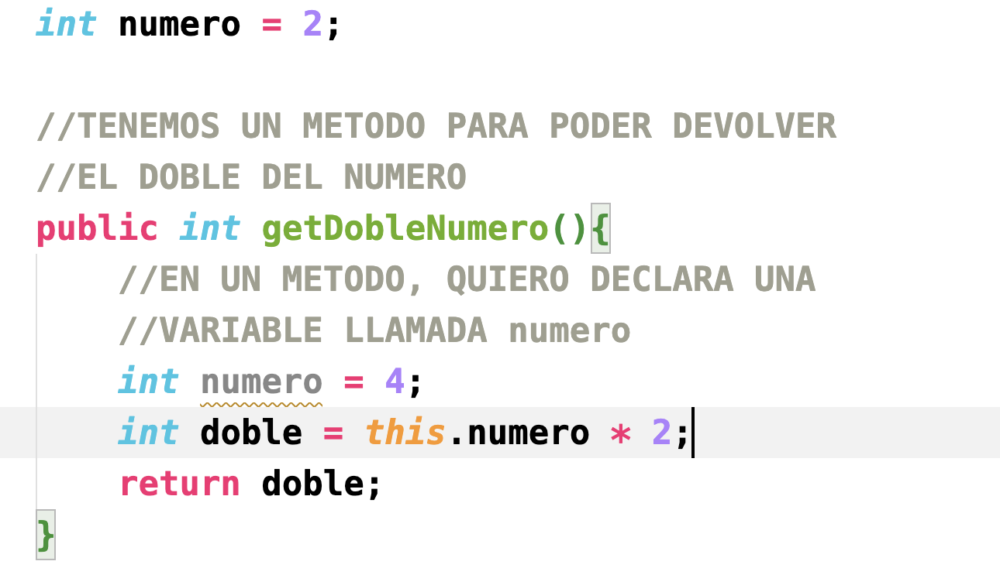 int numero = 2;
//TENEMOS UN METODO PARA PODER DEVOLVER
//EL DOBLE DEL NUMERO
public int getDobleNumero(){
//EN UN METODO, QUIERO DECLARA UNA
//VARIABLE LLAMADA numero
int numero = 4;
int doble = this.numero * 2;
return doble;
}